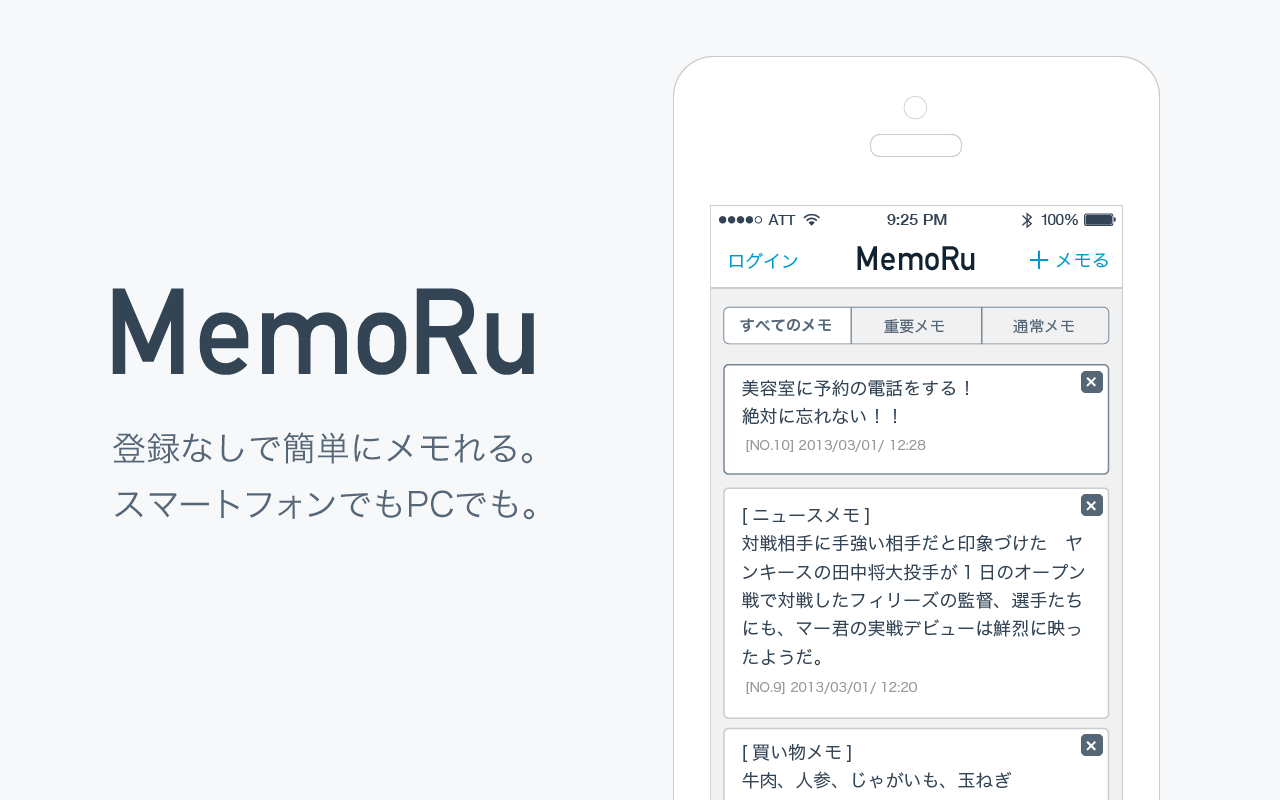 MemoRu
登録なしで簡単にメモれる。
スマートフォンでもPCでも。
ATT 9:25 PM 100%
ログイン MemoRu ＋メモる
すべてのメモ 重要メモ 通常メモ
美容室に予約の電話をする！
絶対に忘れない！！
[NO.10] 2013/03/01/ 12:28
[ ニュースメモ ]
対戦相手に手強い相手だと印象づけた　ヤ
ンキースの田中将大投手が 1 日のオープン
戦で対戦したフィリーズの監督、選手たち
にも、マー君の実戦デビューは鮮烈に映っ
たようだ。
[NO.9] 2013/03/01/ 12:20
[ 買い物メモ ]
牛肉、人参、じゃがいも、玉ねぎ